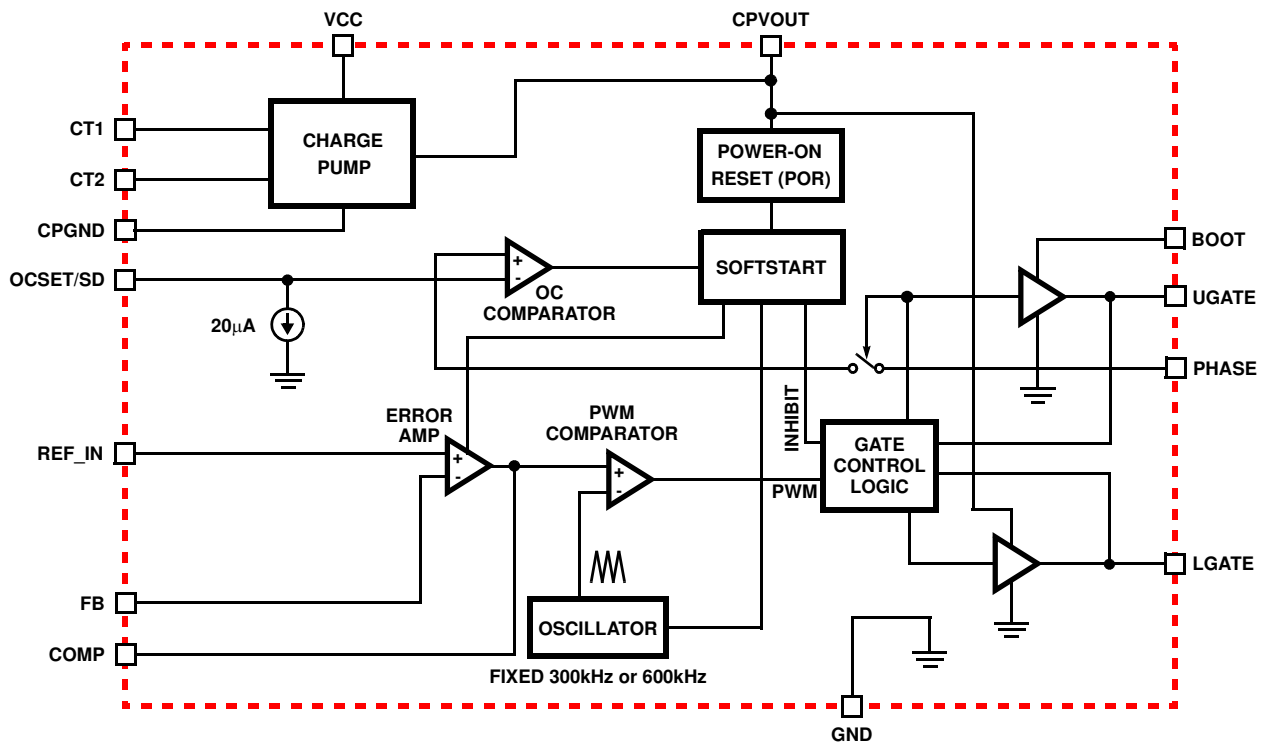 VCC
CPVOUT
CT1
CHARGE
PUMP
POWER-ON
RESET (POR)
CT2
CPGND
BOOT
OCSET/SD
+
-
OC
COMPARATOR
SOFTSTART
UGATE
20μA
PHASE
INHIBIT
ERROR
AMP
PWM
COMPARATOR
REF_IN
+
-
+
-
PWM
GATE
CONTROL
LOGIC
LGATE
FB
OSCILLATOR
COMP
FIXED 300kHz or 600kHz
GND